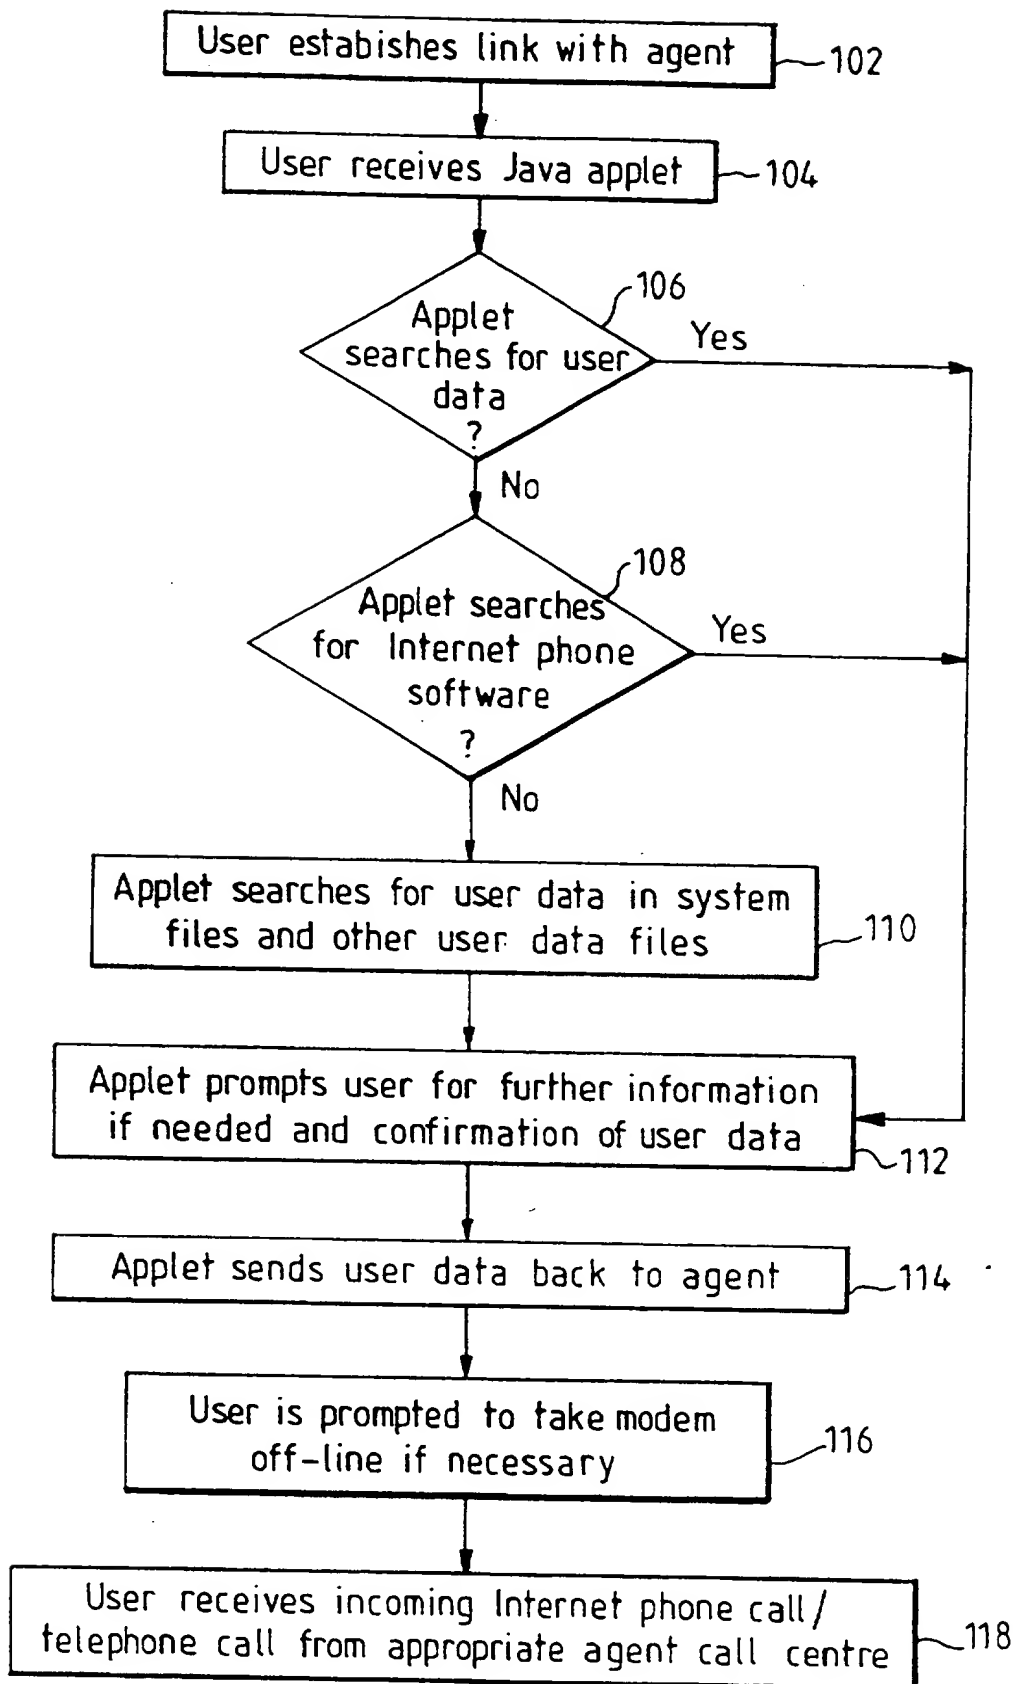 User estabishes link with agent
102
User receives Java applet
104
106
Applet
searches for user
data
?
Yes
No
108
Applet searches
for Internet phone
software
?
Yes
No
Applet searches for user data in system
files and other user data files
110
Applet prompts user for further information
if needed and confirmation of user data
112
Applet sends user data back to agent
114
User is prompted to take modem
off-line if necessary
116
User receives incoming Internet phone call/
telephone call from appropriate agent call centre
118